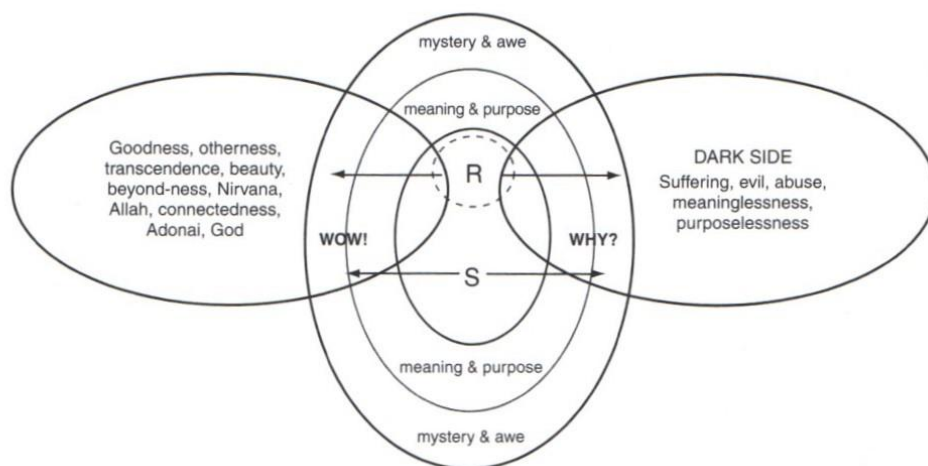 mystery & awe
meaning & purpose
Goodness, otherness,
transcendence, beauty,
beyond-ness, Nirvana,
Allah, connectedness,
Adonai, God
R
DARK SIDE
Suffering, evil, abuse,
meaninglessness,
purposelessness
WOW!
WHY?
S
meaning & purpose
mystery & awe